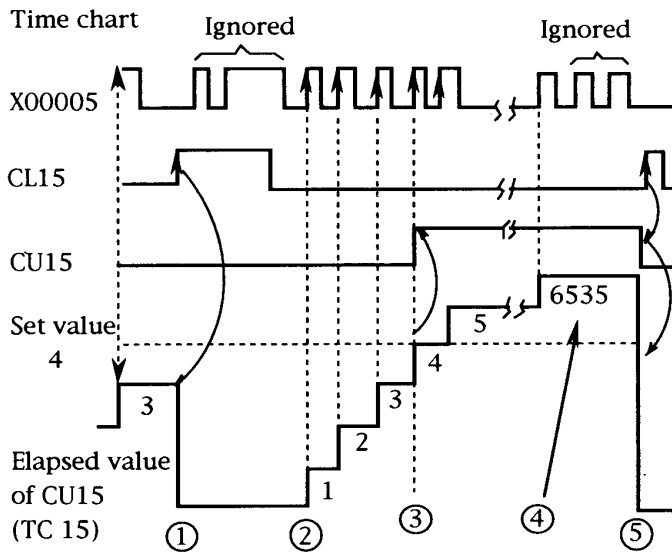 Time chart
Ignored
Ignored
X00005
CL15
CU15
Set value
4
6535
5
4
3
3
2
1
Elapsed value
of CU15
(TC 15)
① ② ③ ④ ⑤